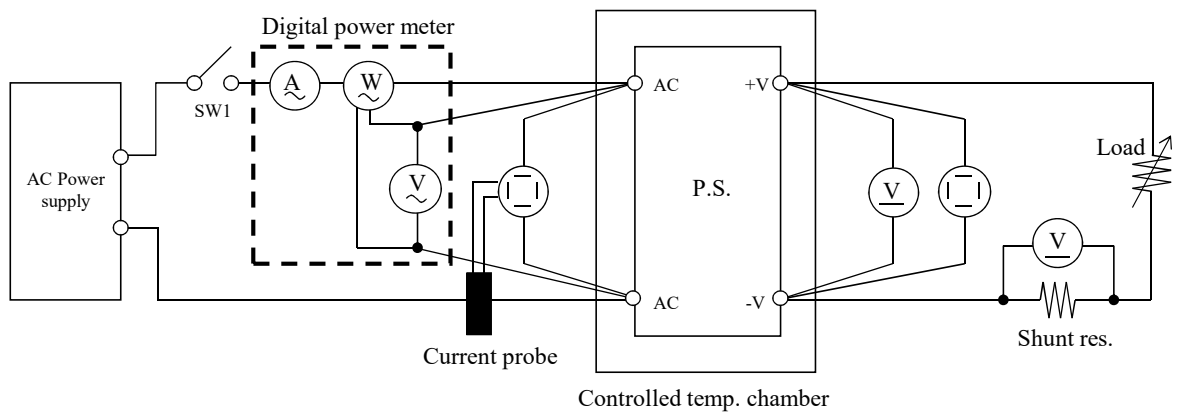 Digital power meter
SW1
A
W
V
AC Power
supply
Current probe
AC
AC
P.S.
+V
-V
V
V
Load
Shunt res.
Controlled temp. chamber